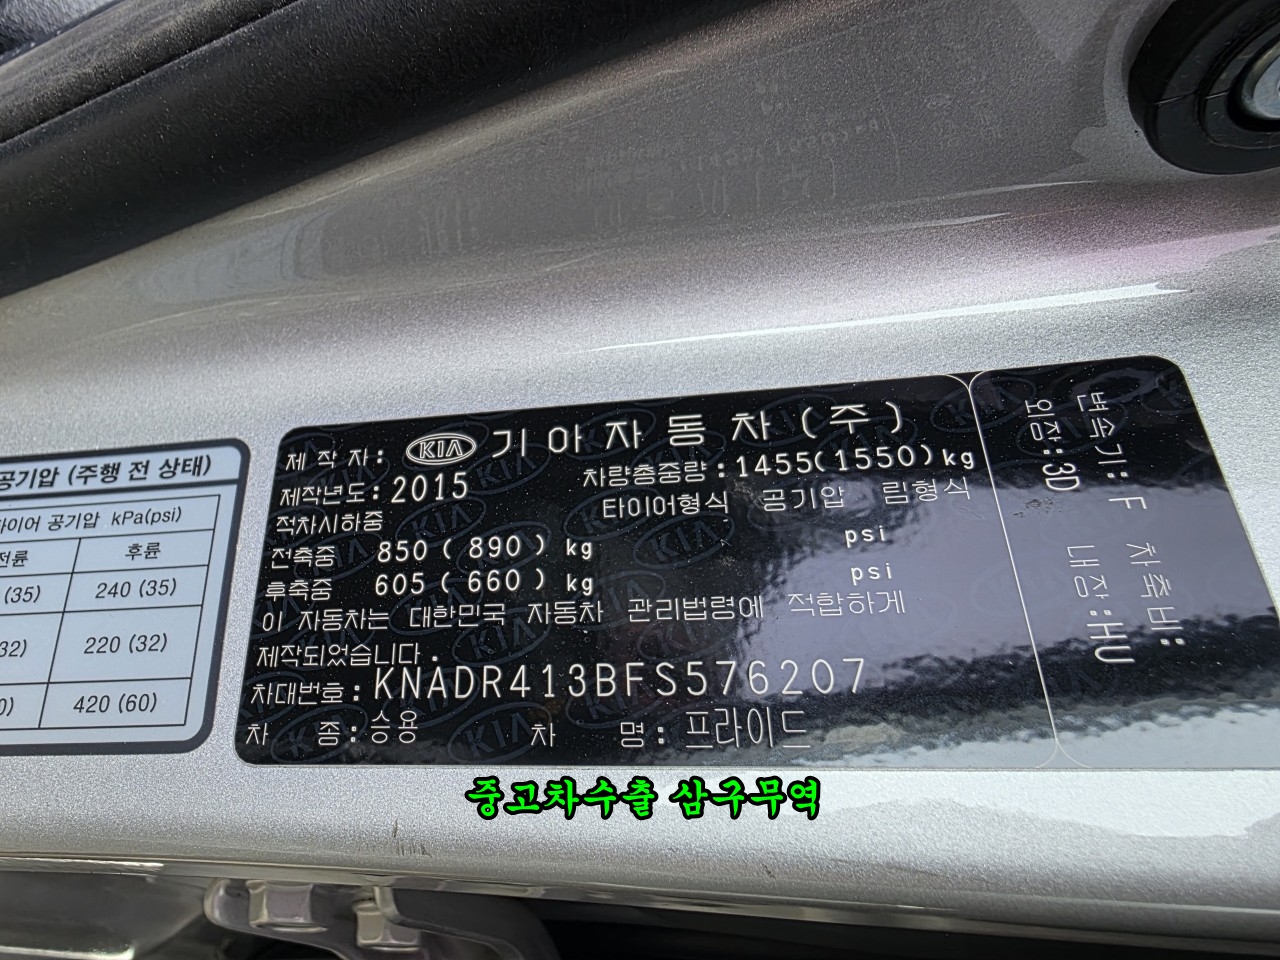 공기압 (주행 전 상태)
타이어 공기압 kPa(psi)
전륜 후륜
(35) 240 (35)
32) 220 (32)
0) 420 (60)
제 작 자: KIA 기아자동차(주)
제작년도:2015 차량총중량:1455(1550)kg
적차시하중 타이어형식 공기압 림형식
전축중 850 ( 890 ) kg psi
후축중 605 ( 660 ) kg psi
이 자동차는 대한민국 자동차 관리법령에 적합하게
제작되었습니다.
차대번호:KNADR413BFS576207
차 종:승용 차 명:프라이드
변속기:F 차축비:
외장:3D 내장:HU
중고차수출 삼구무역